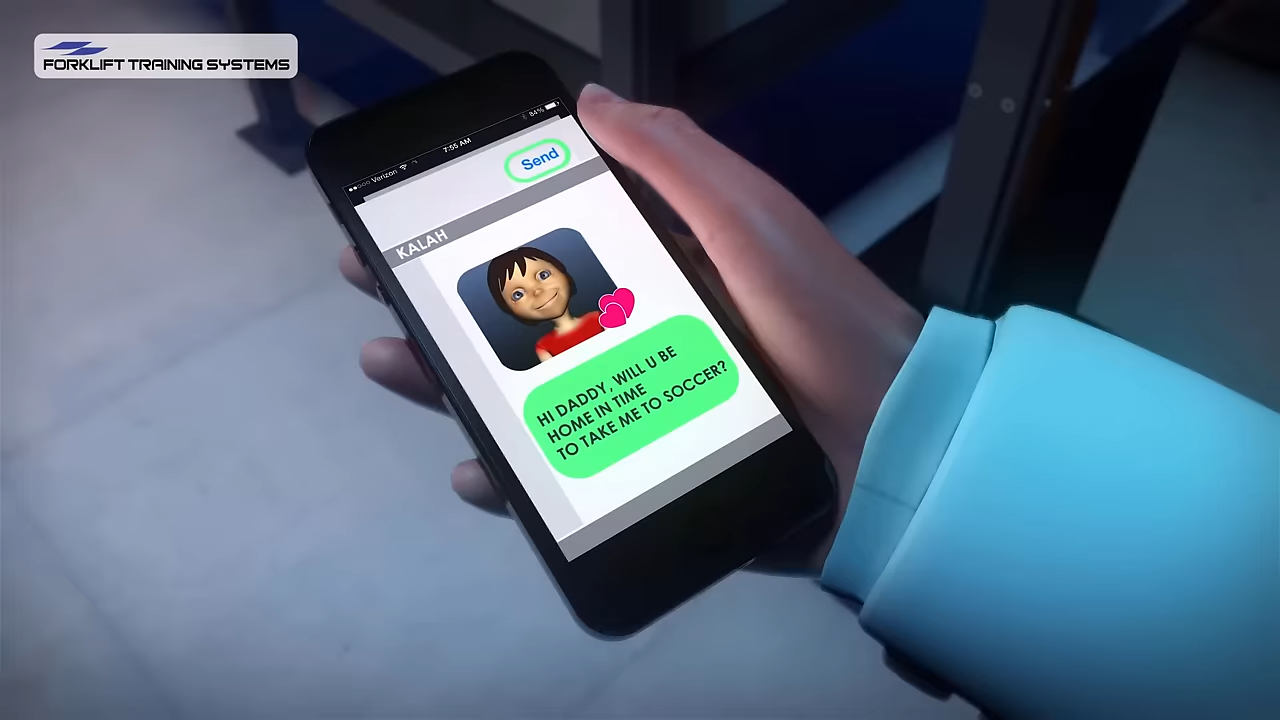 FORKLIFT TRAINING SYSTEMS
Verizon 7:55 AM 84%
Send
KALAH
HI DADDY, WILL U BE
HOME IN TIME
TO TAKE ME TO SOCCER?